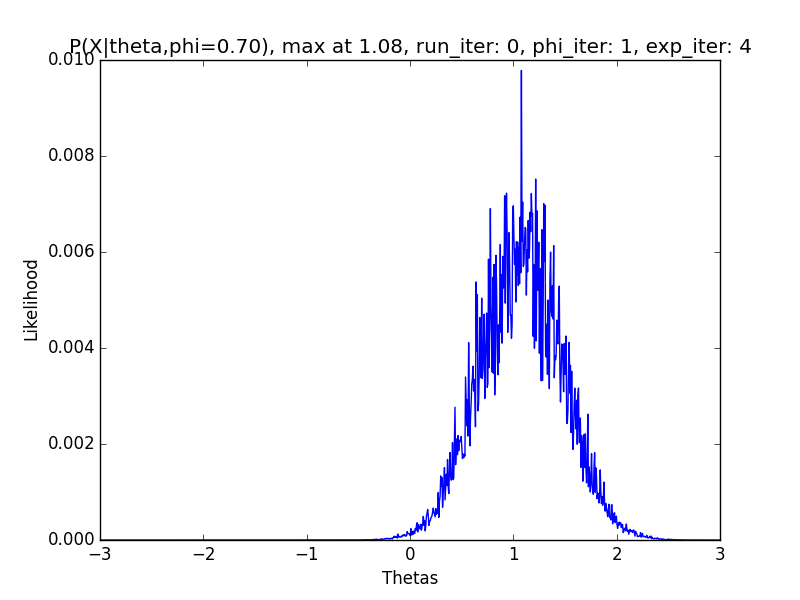 P(X|theta,phi=0.70), max at 1.08, run_iter: 0, phi_iter: 1, exp_iter: 4
0.010
0.008
0.006
0.004
0.002
0.000
Likelihood
−3 −2 −1 0 1 2 3
Thetas